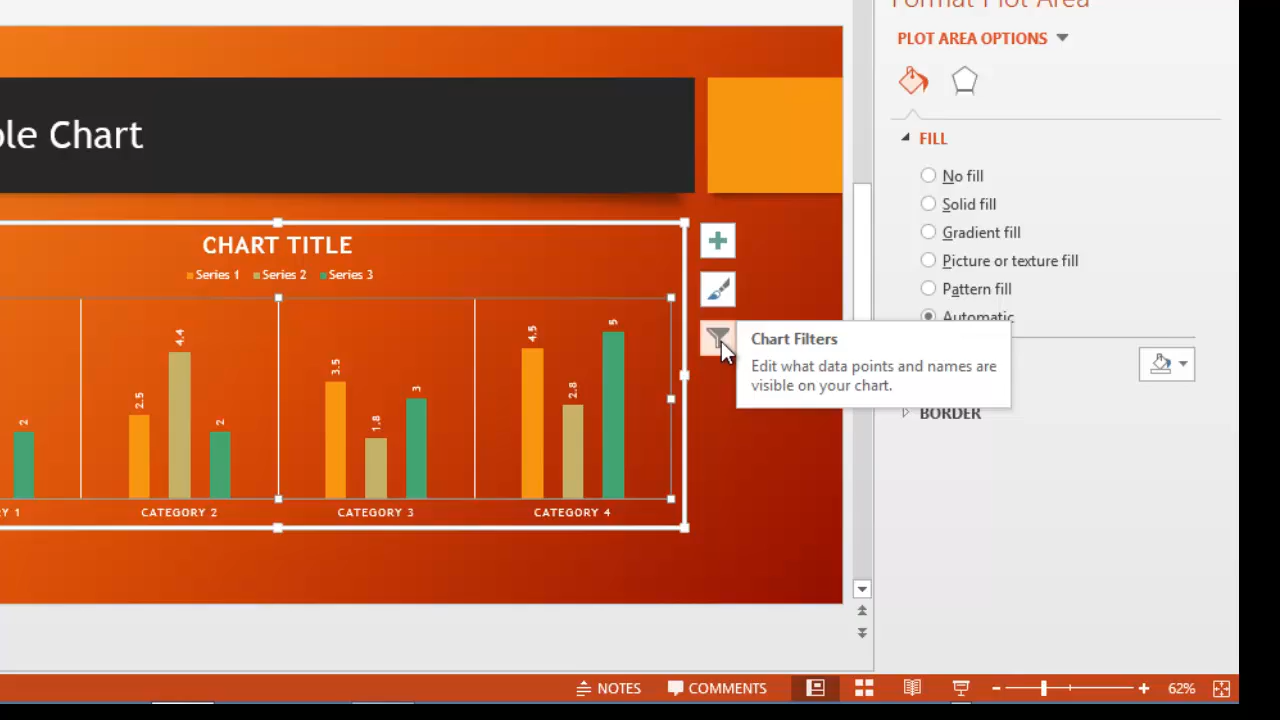 Format Plot Area
PLOT AREA OPTIONS
FILL
No fill
Solid fill
Gradient fill
Picture or texture fill
Pattern fill
Automatic
BORDER
ple Chart
CHART TITLE
Series 1 Series 2 Series 3
2 2.5 4.4 2 3.5 1.8 3 4.5 2.8 5
Y 1 CATEGORY 2 CATEGORY 3 CATEGORY 4
Chart Filters
Edit what data points and names are
visible on your chart.
NOTES COMMENTS 62%